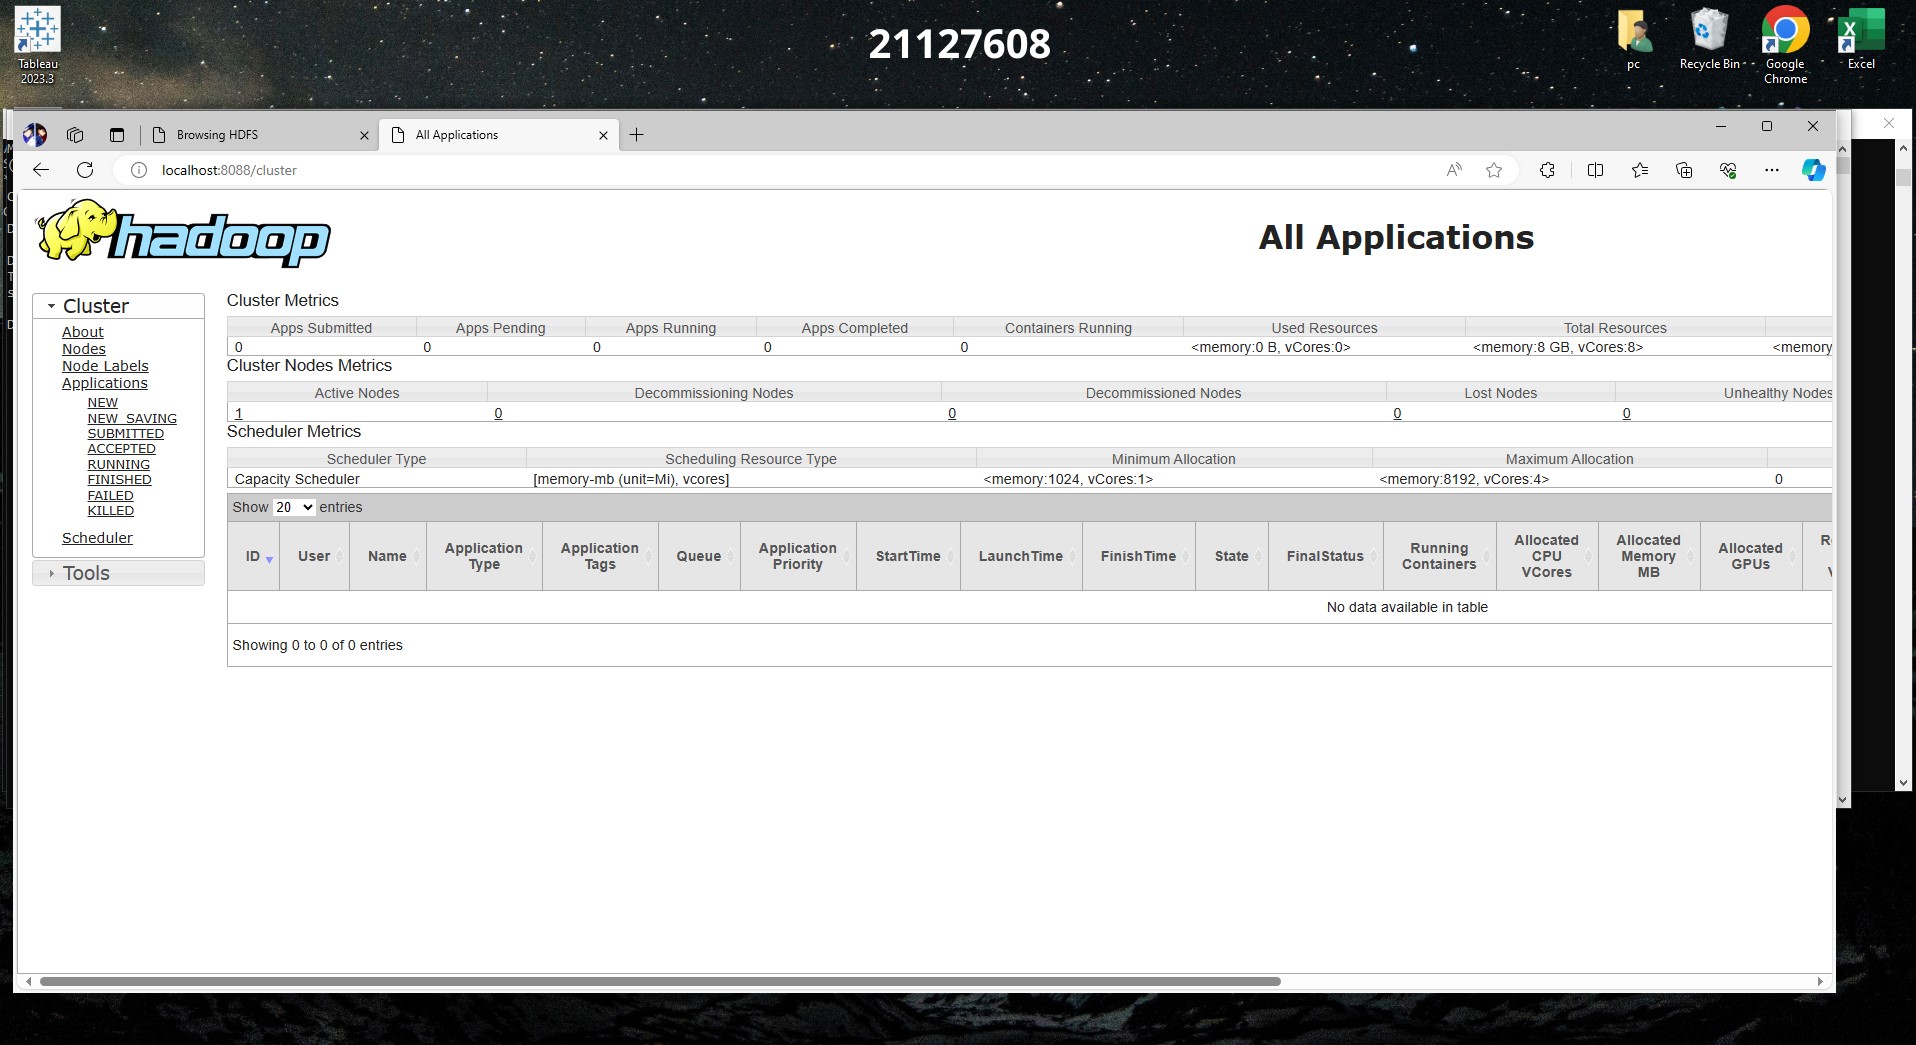 Tableau
2023.3
21127608
pc
Recycle Bin
Google
Chrome
Excel
Browsing HDFS
All Applications
localhost:8088/cluster
hadoop
All Applications
Cluster
About
Nodes
Node Labels
Applications
NEW
NEW_SAVING
SUBMITTED
ACCEPTED
RUNNING
FINISHED
FAILED
KILLED
Scheduler
Tools
Cluster Metrics
Apps Submitted Apps Pending Apps Running Apps Completed Containers Running Used Resources Total Resources
0 0 0 0 0 <memory:0 B, vCores:0> <memory:8 GB, vCores:8> <memory
Cluster Nodes Metrics
Active Nodes Decommissioning Nodes Decommissioned Nodes Lost Nodes Unhealthy Nodes
1 0 0 0 0
Scheduler Metrics
Scheduler Type Scheduling Resource Type Minimum Allocation Maximum Allocation
Capacity Scheduler [memory-mb (unit=Mi), vcores] <memory:1024, vCores:1> <memory:8192, vCores:4> 0
Show 20 entries
ID User Name Application Type Application Tags Queue Application Priority StartTime LaunchTime FinishTime State FinalStatus Running Containers Allocated CPU VCores Allocated Memory MB Allocated GPUs
No data available in table
Showing 0 to 0 of 0 entries